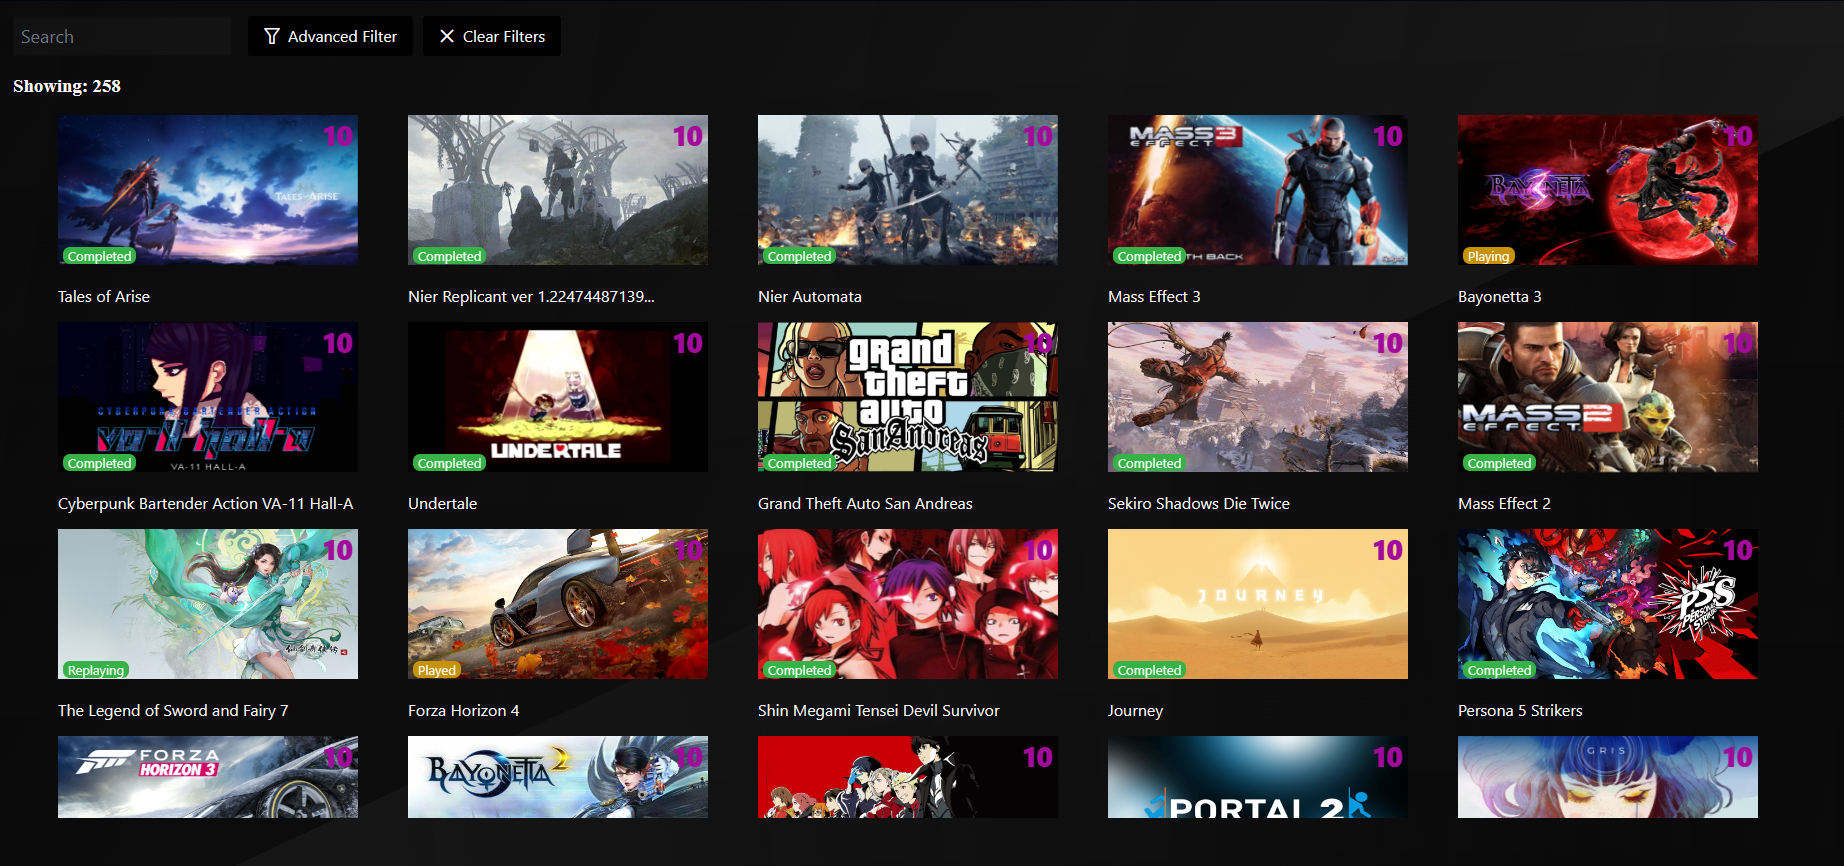 Search
Advanced Filter
Clear Filters
Showing: 258
10
TALES of ARISE
Completed
10
Completed
10
Completed
MASS 3
EFFECT
10
Completed
TH BACK
BAYONETTA
10
Playing
Tales of Arise
Nier Replicant ver 1.22474487139...
Nier Automata
Mass Effect 3
Bayonetta 3
10
CYBERPUNK BARTENDER ACTION
va-11 hall-a
VA-11 HALL-A
Completed
10
UNDERTALE
Completed
grand
theft
auto
San Andreas
10
Completed
10
Completed
10
MASS 2
EFFECT
Completed
Cyberpunk Bartender Action VA-11 Hall-A
Undertale
Grand Theft Auto San Andreas
Sekiro Shadows Die Twice
Mass Effect 2
10
Replaying
10
Played
10
Completed
10
JOURNEY
Completed
10
P5S
Completed
The Legend of Sword and Fairy 7
Forza Horizon 4
Shin Megami Tensei Devil Survivor
Journey
Persona 5 Strikers
FORZA
HORIZON 3
10
BAYONETTA 2
10
10
PORTAL 2
10
GRIS
10